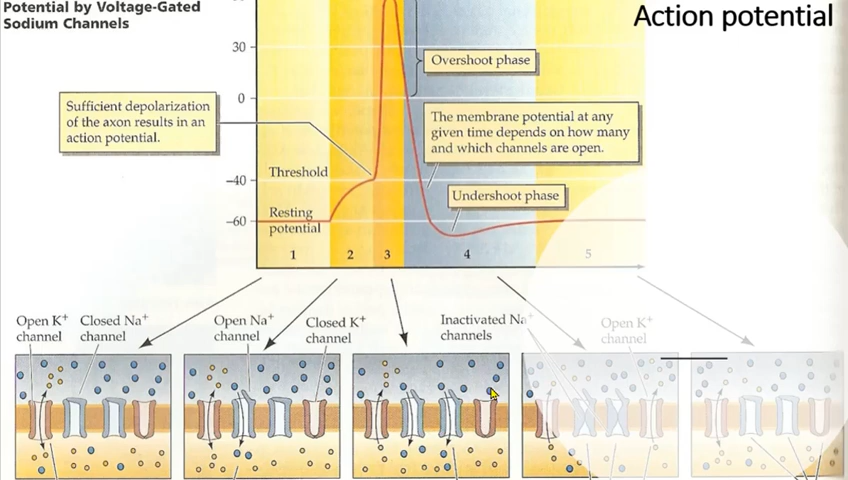 Potential by Voltage-Gated
Sodium Channels
Action potential
30
0
Overshoot phase
Sufficient depolarization
of the axon results in an
action potential.
The membrane potential at any
given time depends on how many
and which channels are open.
Threshold
-40
Undershoot phase
Resting
potential
-60
1
2
3
4
5
Open K+
channel
Closed Na+
channel
Open Na+
channel
Closed K+
channel
Inactivated Na+
channels
Open K+
channel